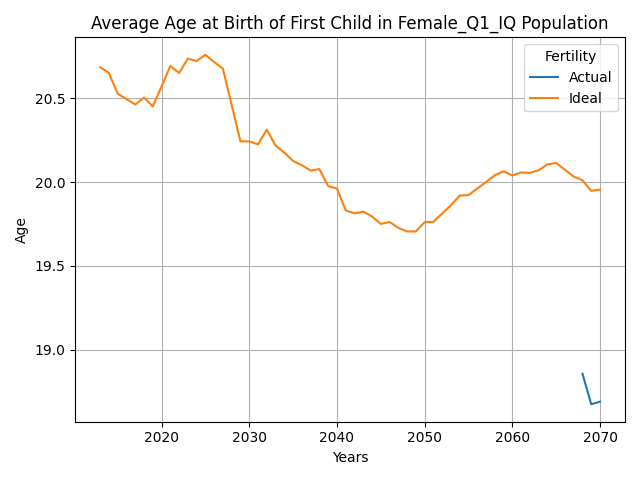 Average Age at Birth of First Child in Female_Q1_IQ Population
Fertility
Actual
Ideal
20.5
20.0
19.5
19.0
Age
2020
2030
2040
2050
2060
2070
Years